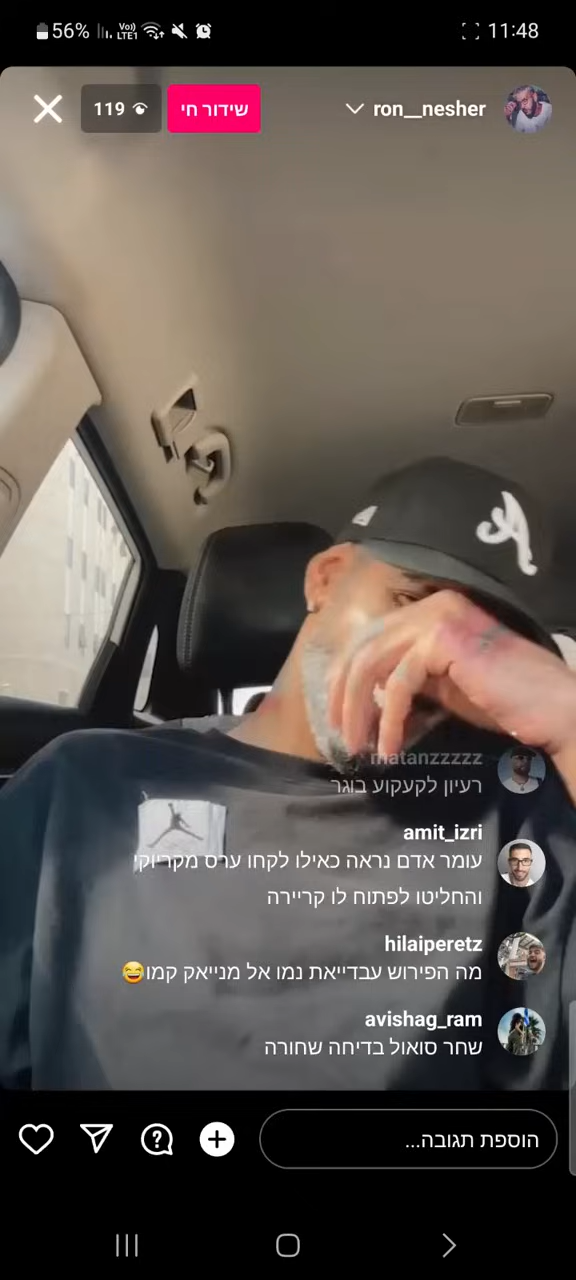 56% Vo)) LTE1 11:48
119 שידור חי ron__nesher
A
matanzzzzz
רעיון לקעקוע בוגר
amit_izri
עומר אדם נראה כאילו לקחו ערס מקריוקי
והחליטו לפתוח לו קריירה
hilaiperetz
מה הפירוש עבדייאת נמו אל מנייאק קמו😂
avishag_ram
שחר סואול בדיחה שחורה
הוספת תגובה...